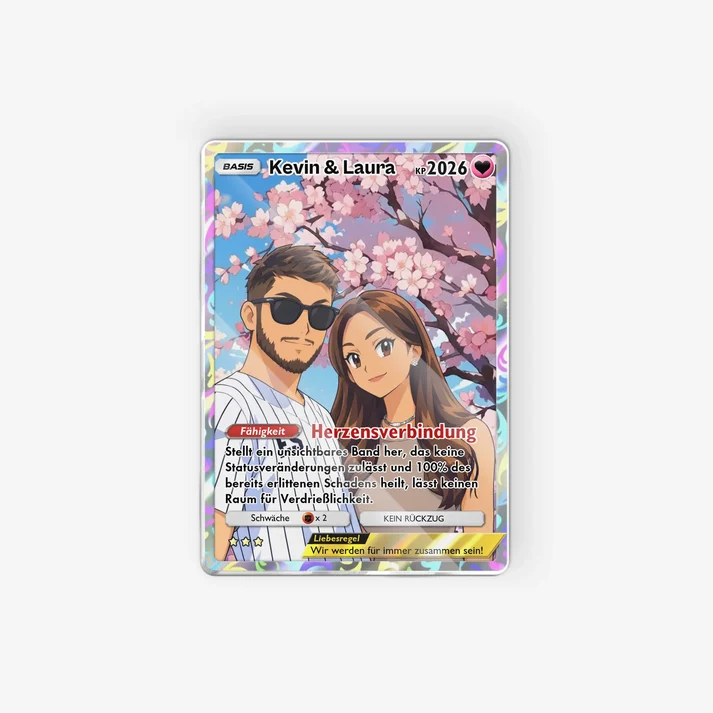 BASIS Kevin & Laura KP 2026
Fähigkeit Herzensverbindung
Stellt ein unsichtbares Band her, das keine
Statusveränderungen zulässt und 100% des
bereits erlittenen Schadens heilt, lässt keinen
Raum für Verdrießlichkeit.
Schwäche x 2 KEIN RÜCKZUG
Liebesregel
Wir werden für immer zusammen sein!